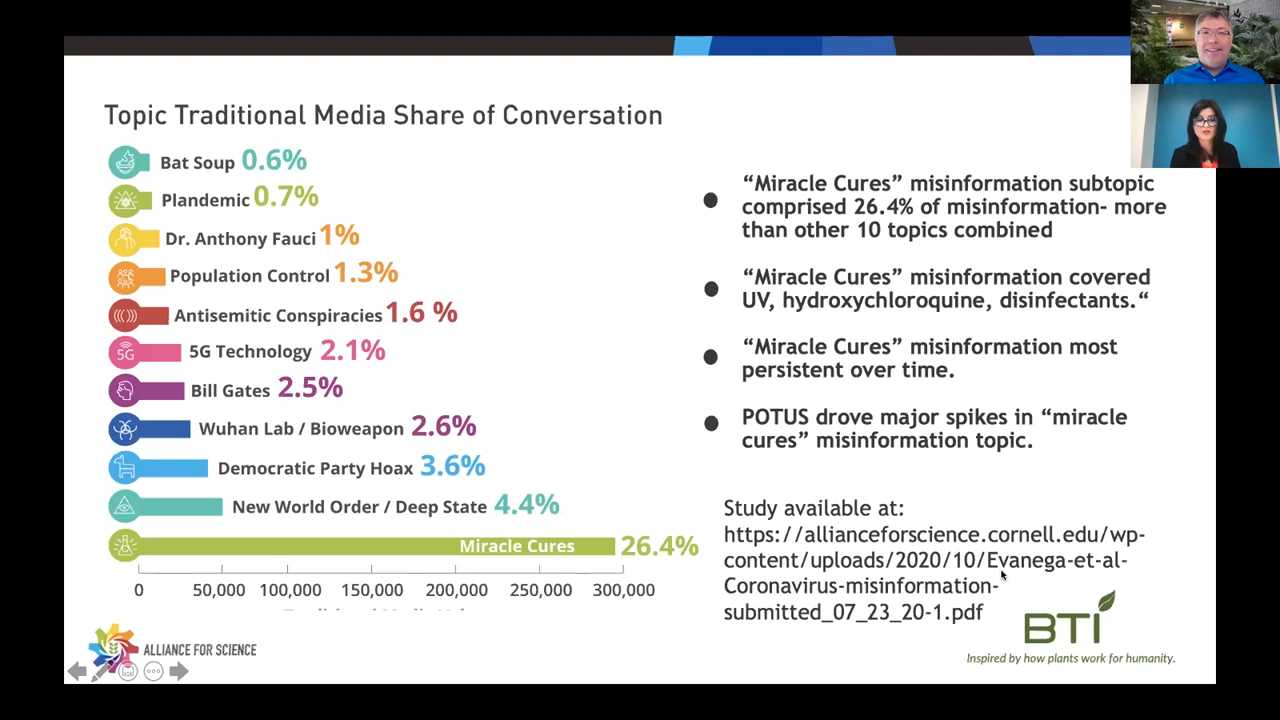 Topic Traditional Media Share of Conversation
Bat Soup 0.6%
Plandemic 0.7%
Dr. Anthony Fauci 1%
Population Control 1.3%
Antisemitic Conspiracies 1.6 %
5G
5G Technology 2.1%
Bill Gates 2.5%
Wuhan Lab / Bioweapon 2.6%
Democratic Party Hoax 3.6%
New World Order / Deep State 4.4%
Miracle Cures 26.4%
0 50,000 100,000 150,000 200,000 250,000 300,000
“Miracle Cures” misinformation subtopic
comprised 26.4% of misinformation- more
than other 10 topics combined
“Miracle Cures” misinformation covered
UV, hydroxychloroquine, disinfectants.“
“Miracle Cures” misinformation most
persistent over time.
POTUS drove major spikes in “miracle
cures” misinformation topic.
Study available at:
https://allianceforscience.cornell.edu/wp-
content/uploads/2020/10/Evanega-et-al-
Coronavirus-misinformation-
submitted_07_23_20-1.pdf
ALLIANCE FOR SCIENCE
BTI
Inspired by how plants work for humanity.